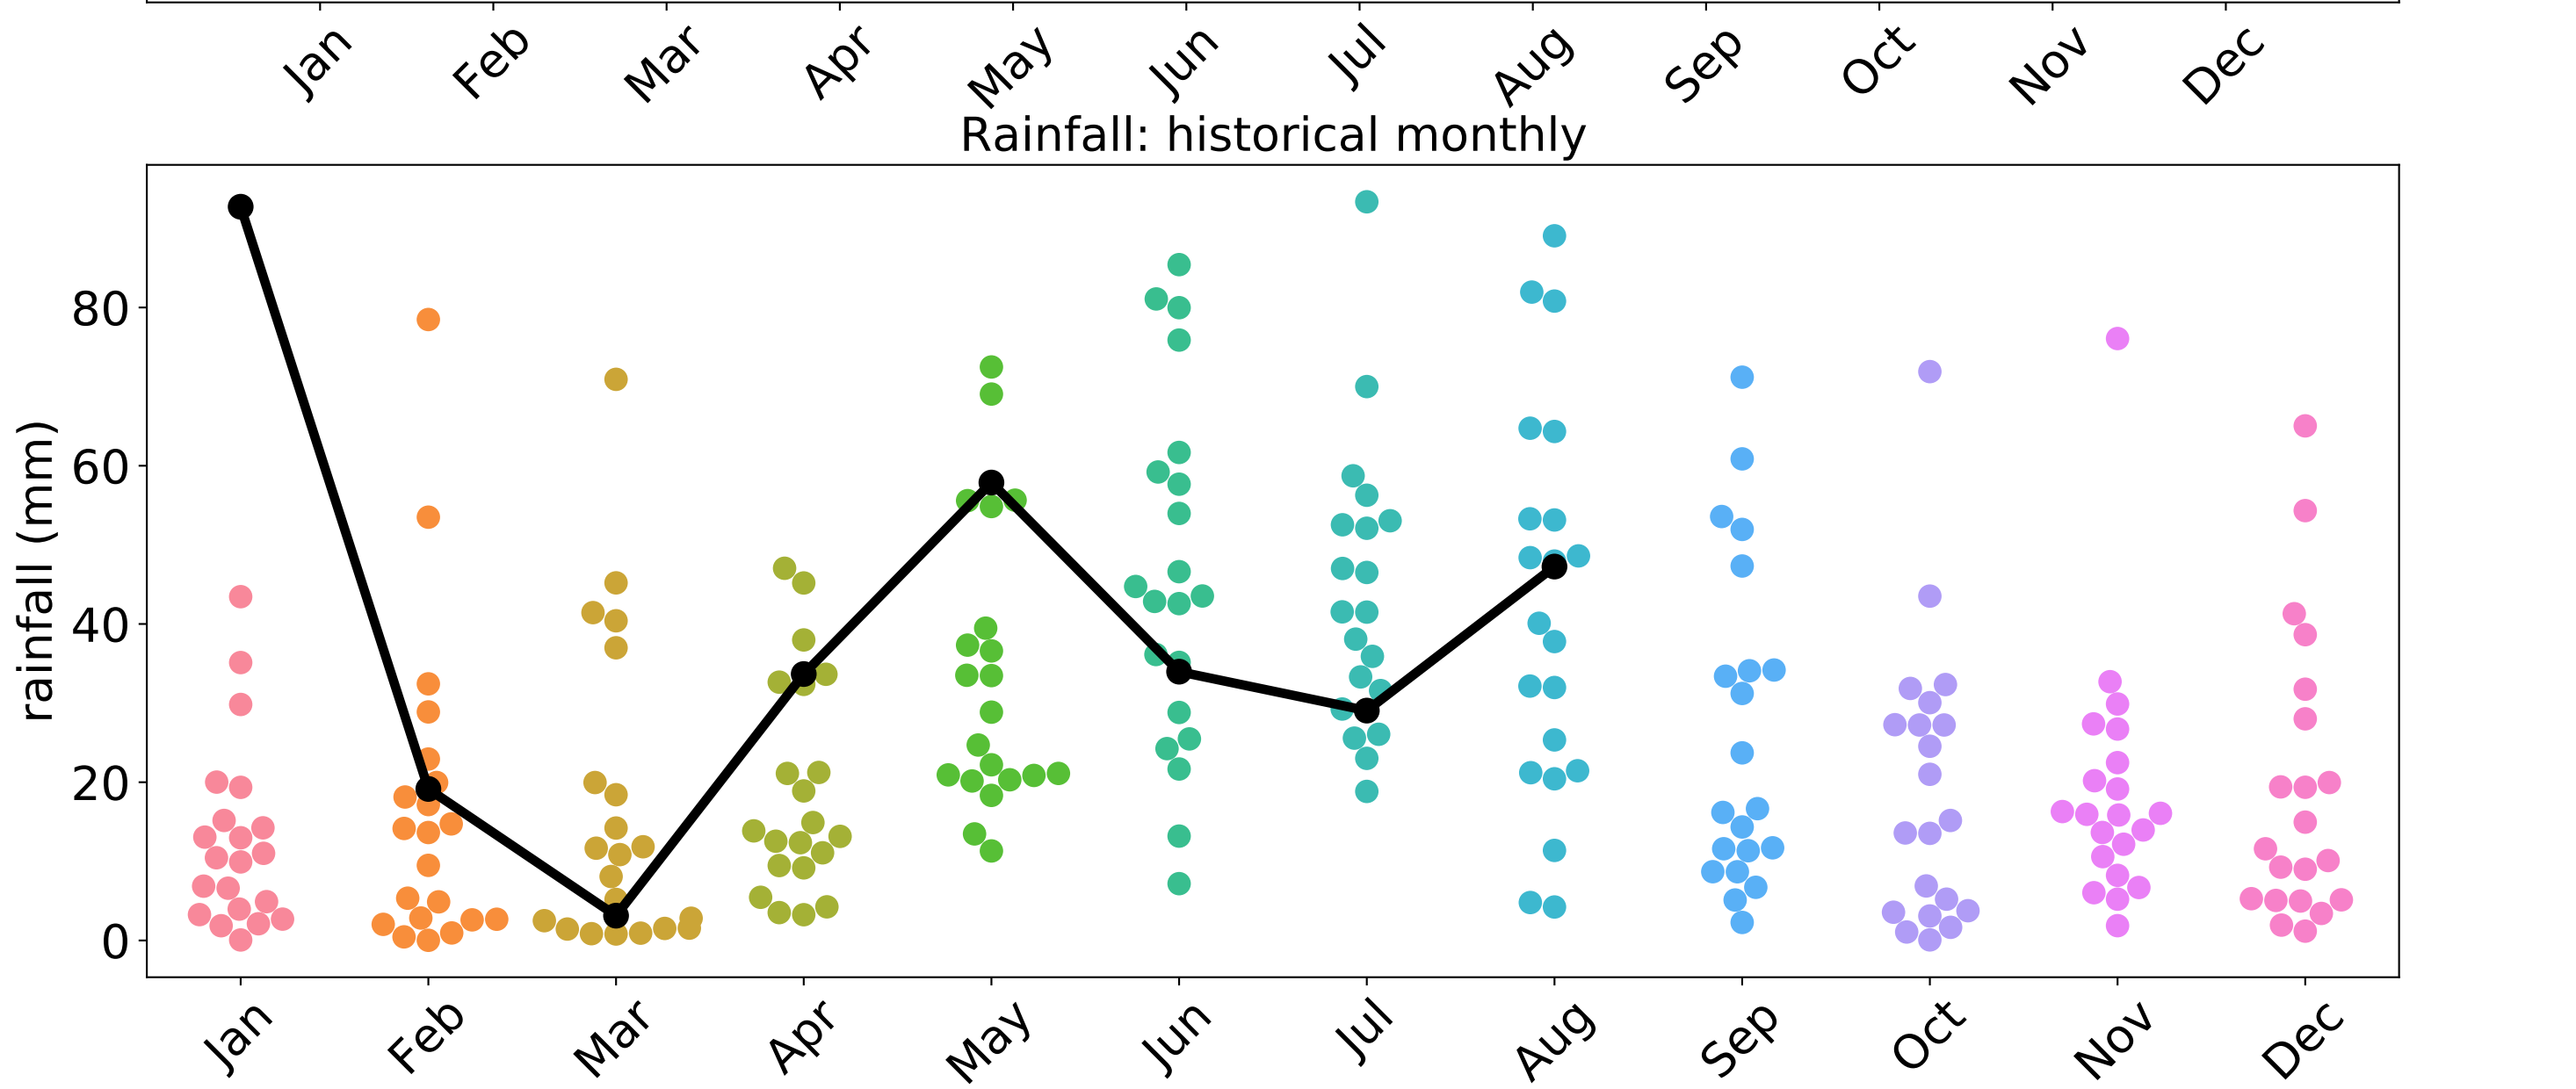 Jan Feb Mar Apr May Jun Jul Aug Sep Oct Nov Dec
Rainfall: historical monthly
rainfall (mm)
80
60
40
20
0
Jan Feb Mar Apr May Jun Jul Aug Sep Oct Nov Dec